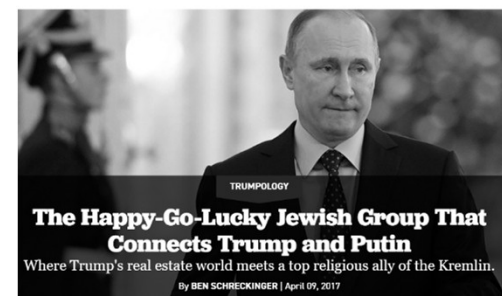 TRUMPOLOGY
The Happy-Go-Lucky Jewish Group That
Connects Trump and Putin
Where Trump's real estate world meets a top religious ally of the Kremlin.
By BEN SCHRECKINGER | April 09, 2017